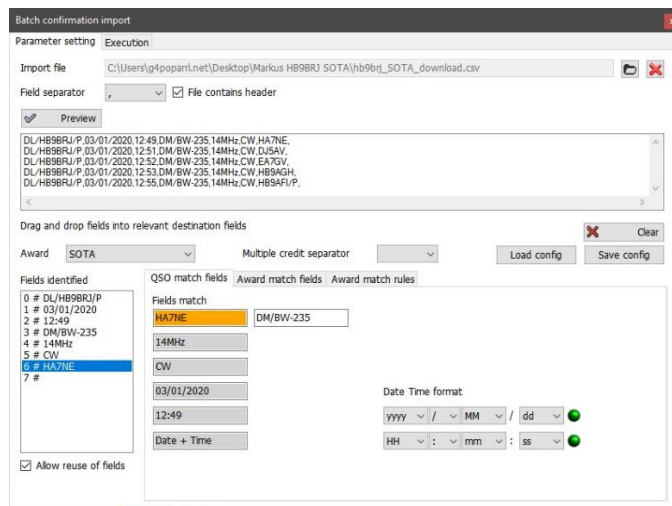 Batch confirmation import
Parameter setting Execution
Import file C:\Users\g4poparrl.net\Desktop\Markus HB9BRJ SOTA\hb9brj_SOTA_download.csv
Field separator , File contains header
Preview
DL/HB9BRJ/P,03/01/2020,12:49,DM/BW-235,14MHz,CW,HA7NE,
DL/HB9BRJ/P,03/01/2020,12:51,DM/BW-235,14MHz,CW,DJ5AV,
DL/HB9BRJ/P,03/01/2020,12:52,DM/BW-235,14MHz,CW,EA7GV,
DL/HB9BRJ/P,03/01/2020,12:53,DM/BW-235,14MHz,CW,HB9AGH,
DL/HB9BRJ/P,03/01/2020,12:55,DM/BW-235,14MHz,CW,HB9AFI/P,
Drag and drop fields into relevant destination fields
Clear
Award SOTA Multiple credit separator Load config Save config
Fields identified QSO match fields Award match fields Award match rules
0 # DL/HB9BRJ/P
1 # 03/01/2020
2 # 12:49
3 # DM/BW-235
4 # 14MHz
5 # CW
6 # HA7NE
7 #
Allow reuse of fields
Fields match
HA7NE DM/BW-235
14MHz
CW
03/01/2020
12:49
Date + Time
Date Time format
yyyy / MM / dd
HH : mm : ss